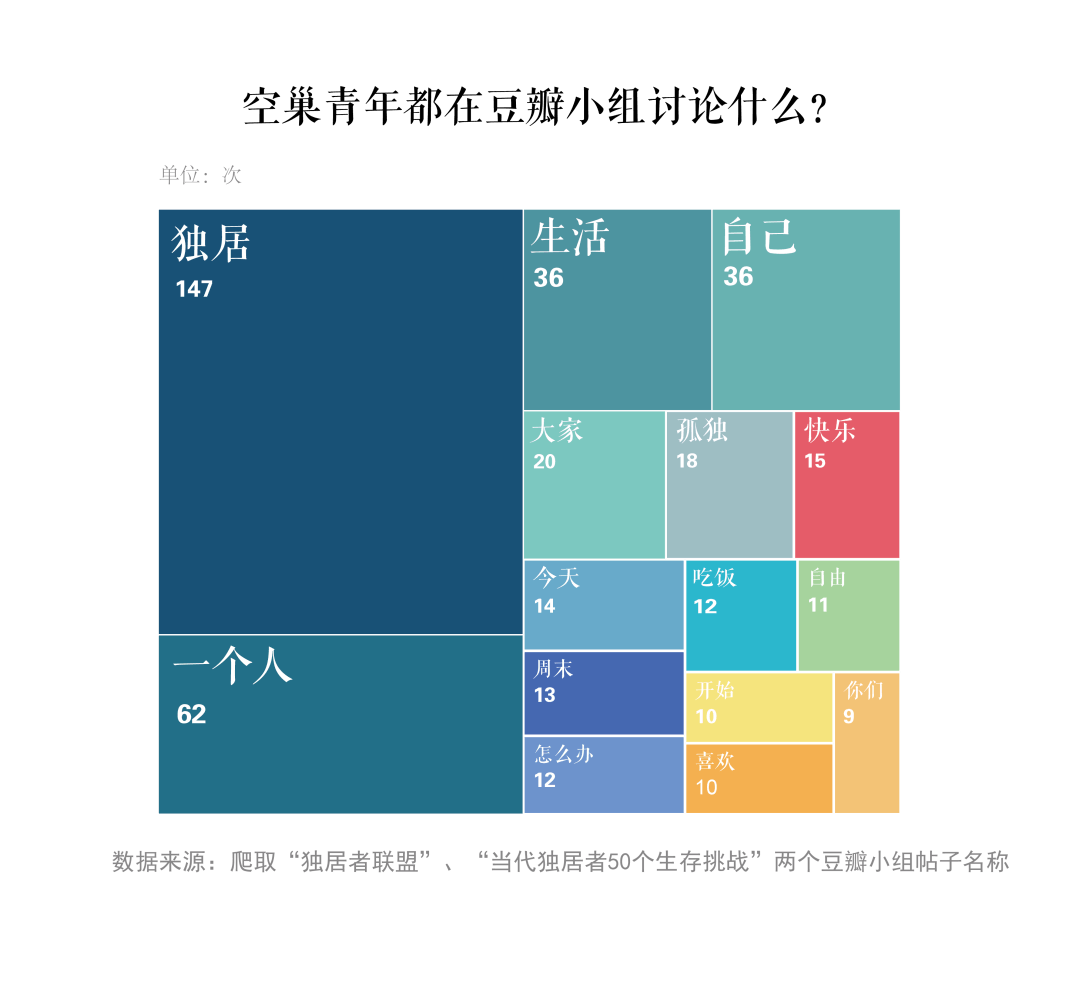 空巢青年都在豆瓣小组讨论什么?
单位：次
独居
147
生活
36
自己
36
大家
20
孤独
18
快乐
15
今天
14
吃饭
12
自由
11
一个人
62
周末
13
开始
10
你们
9
怎么办
12
喜欢
10
数据来源：爬取“独居者联盟”、“当代独居者50个生存挑战”两个豆瓣小组帖子名称